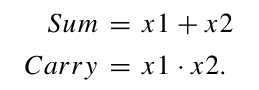 Sum = x1 + x2
Carry = x1 · x2.